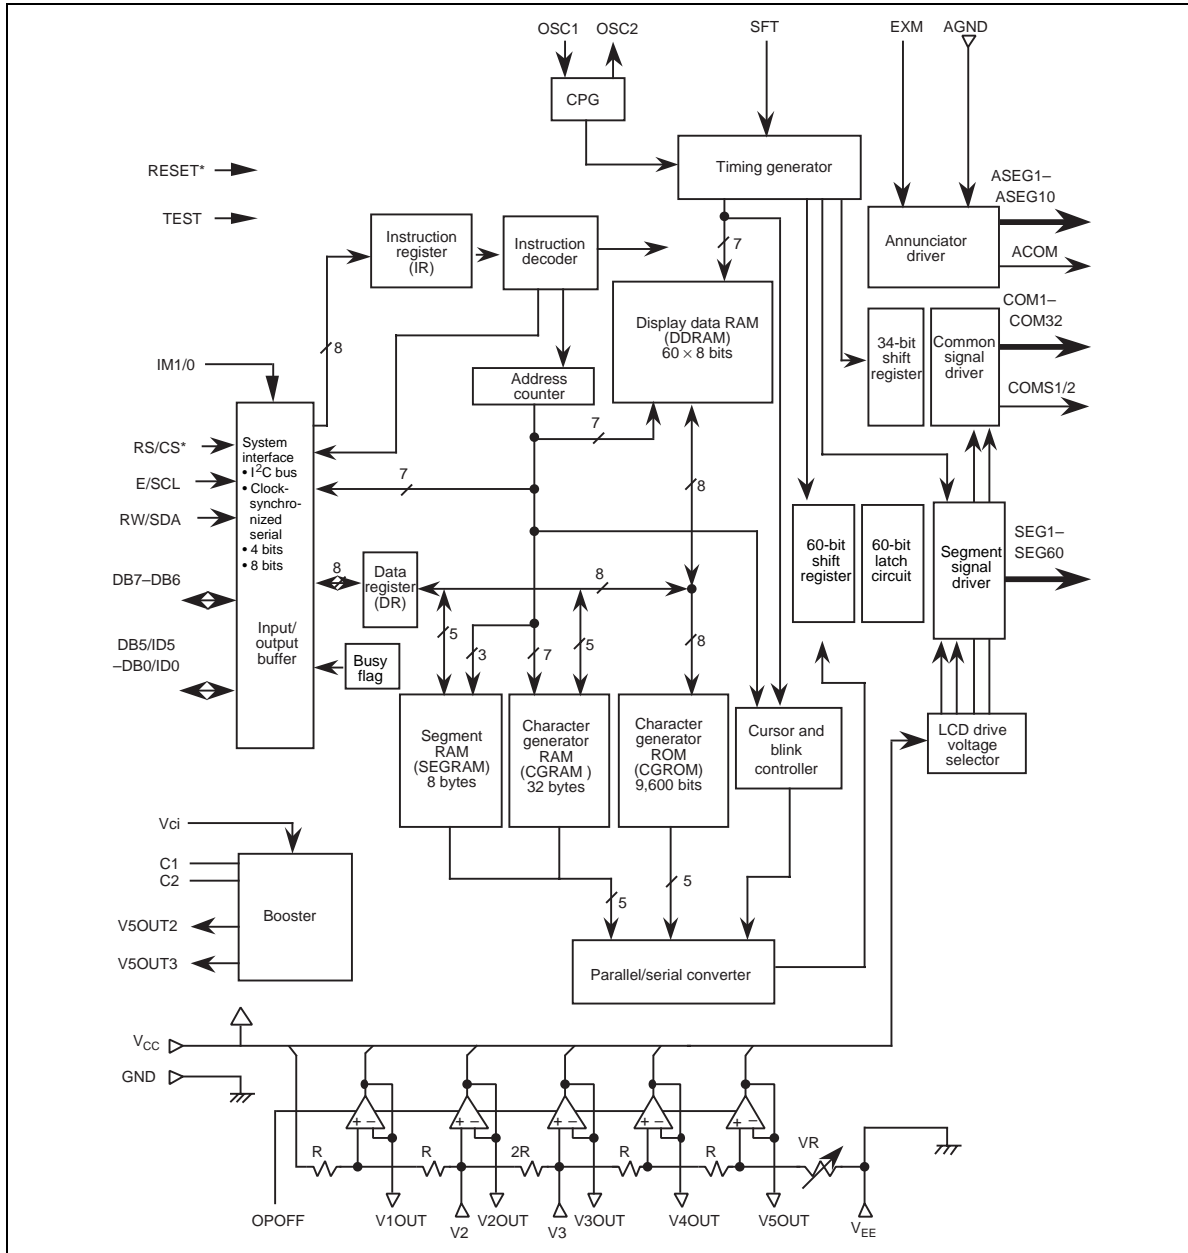 OSC1 OSC2 SFT EXM AGND
CPG
Timing generator
RESET*
TEST
ASEG1–
ASEG10
Annunciator
driver
ACOM
Instruction
register
(IR)
Instruction
decoder
7
Display data RAM
(DDRAM)
60 × 8 bits
COM1–
COM32
34-bit
shift
register
Common
signal
driver
COMS1/2
8
IM1/0
Address
counter
7
RS/CS*
E/SCL
RW/SDA
System
interface
• I2C bus
• Clock-
synchro-
nized
serial
• 4 bits
• 8 bits
7
8
60-bit
shift
register
60-bit
latch
circuit
Segment
signal
driver
SEG1–
SEG60
DB7–DB6
8
Data
register
(DR)
8
DB5/ID5
–DB0/ID0
Input/
output
buffer
Busy
flag
5
3
7
5
8
Segment
RAM
(SEGRAM)
8 bytes
Character
generator
RAM
(CGRAM )
32 bytes
Character
generator
ROM
(CGROM)
9,600 bits
Cursor and
blink
controller
LCD drive
voltage
selector
Vci
C1
C2
Booster
V5OUT2
V5OUT3
5
5
Parallel/serial converter
VCC
GND
+ − + − + − + − + −
R R 2R R R VR
OPOFF V1OUT V2 V2OUT V3 V3OUT V4OUT V5OUT VEE